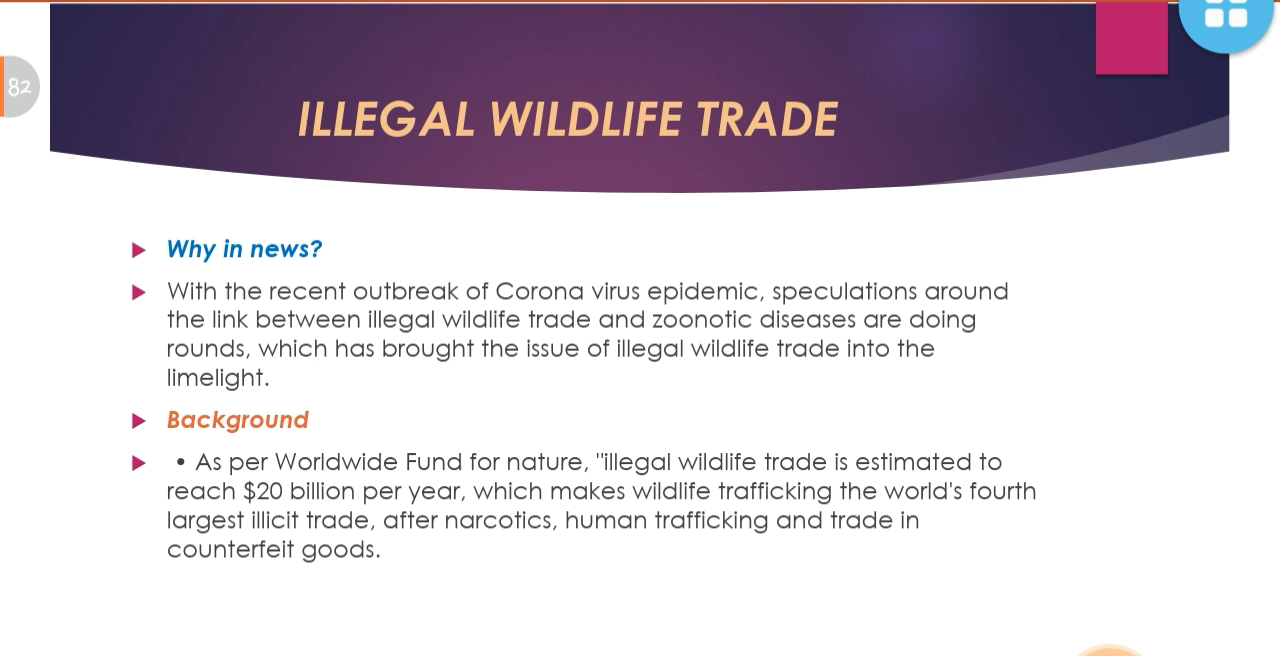 82
ILLEGAL WILDLIFE TRADE
Why in news?
With the recent outbreak of Corona virus epidemic, speculations around
the link between illegal wildlife trade and zoonotic diseases are doing
rounds, which has brought the issue of illegal wildlife trade into the
limelight.
Background
• As per Worldwide Fund for nature, "illegal wildlife trade is estimated to
reach $20 billion per year, which makes wildlife trafficking the world's fourth
largest illicit trade, after narcotics, human trafficking and trade in
counterfeit goods.